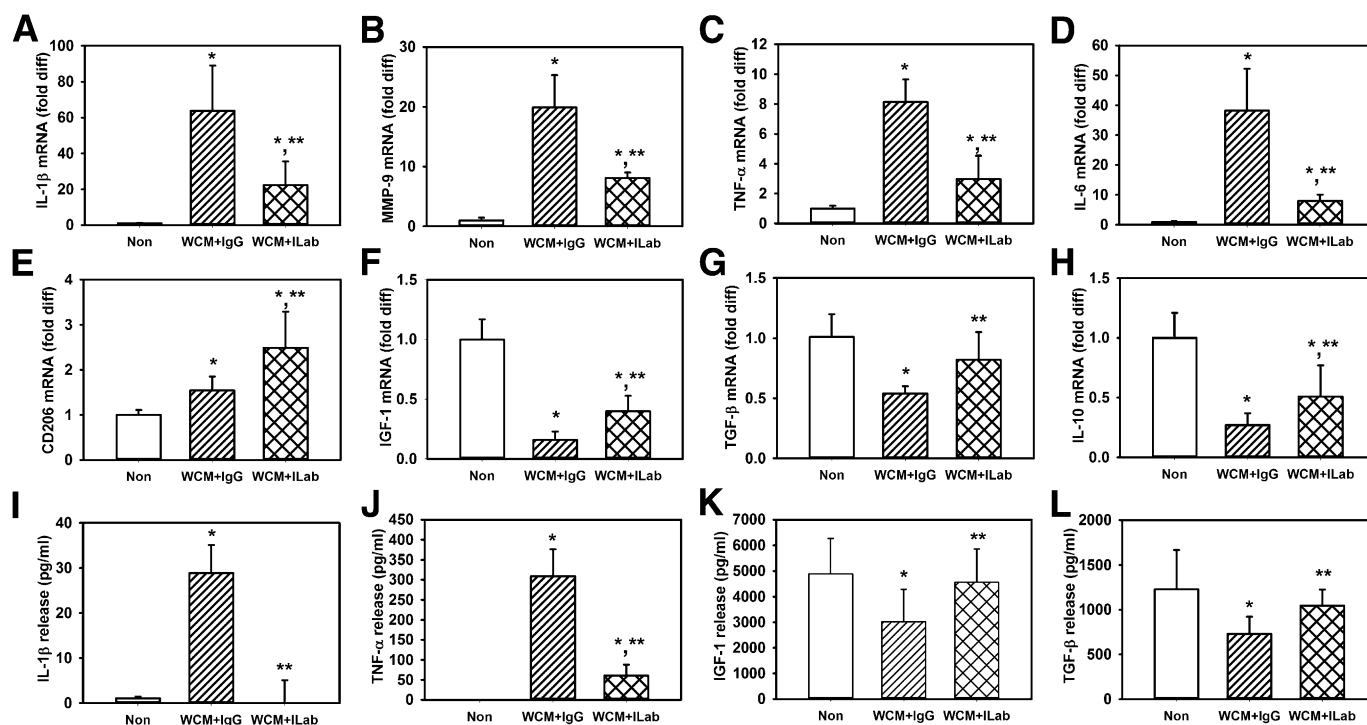 A
IL-1β mRNA (fold diff)
100
80
60
40
20
0
*
*,**
Non WCM+IgG WCM+ILab
B
MMP-9 mRNA (fold diff)
30
20
10
0
*
*,**
Non WCM+IgG WCM+ILab
C
TNF-α mRNA (fold diff)
12
10
8
6
4
2
0
*
*,**
Non WCM+IgG WCM+ILab
D
IL-6 mRNA (fold diff)
60
50
40
30
20
10
0
*
*,**
Non WCM+IgG WCM+ILab
E
CD206 mRNA (fold diff)
4
3
2
1
0
*
*,**
Non WCM+IgG WCM+ILab
F
IGF-1 mRNA (fold diff)
1.5
1.0
0.5
0.0
*
*,**
Non WCM+IgG WCM+ILab
G
TGF-β mRNA (fold diff)
1.5
1.0
0.5
0.0
*
**
Non WCM+IgG WCM+ILab
H
IL-10 mRNA (fold diff)
1.5
1.0
0.5
0.0
*
*,**
Non WCM+IgG WCM+ILab
I
IL-1β release (pg/ml)
40
30
20
10
0
*
**
Non WCM+IgG WCM+ILab
J
TNF-α release (pg/ml)
450
400
350
300
250
200
150
100
50
0
*
*,**
Non WCM+IgG WCM+ILab
K
IGF-1 release (pg/ml)
7000
6000
5000
4000
3000
2000
1000
0
*
**
Non WCM+IgG WCM+ILab
L
TGF-β release (pg/ml)
2000
1500
1000
500
0
*
**
Non WCM+IgG WCM+ILab